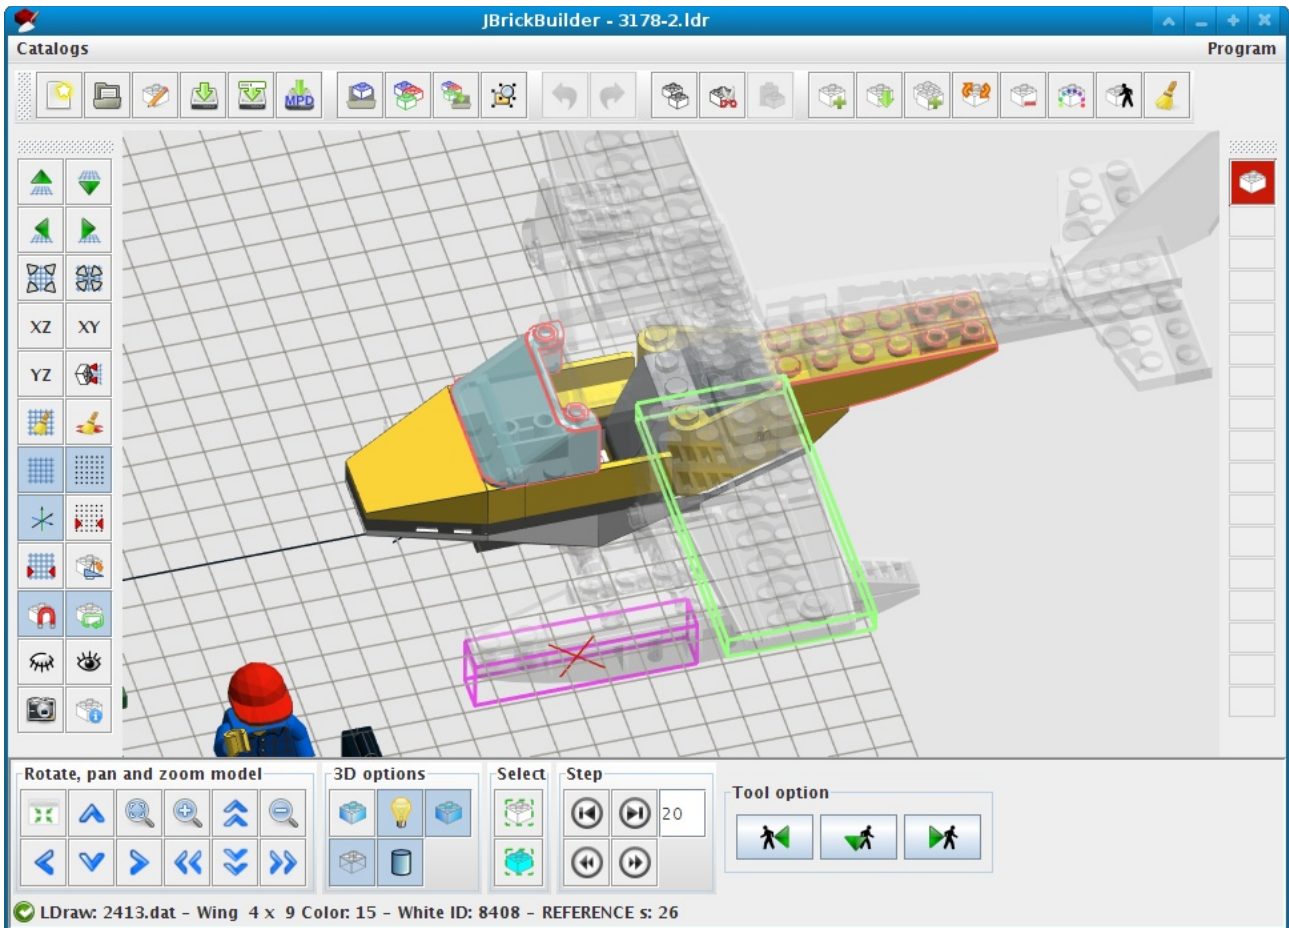 JBrickBuilder - 3178-2.ldr
Catalogs
Program
MPD
XZ
XY
YZ
Rotate, pan and zoom model
3D options
Select
Step
20
Tool option
LDraw: 2413.dat - Wing 4 x 9 Color: 15 - White ID: 8408 - REFERENCE s: 26